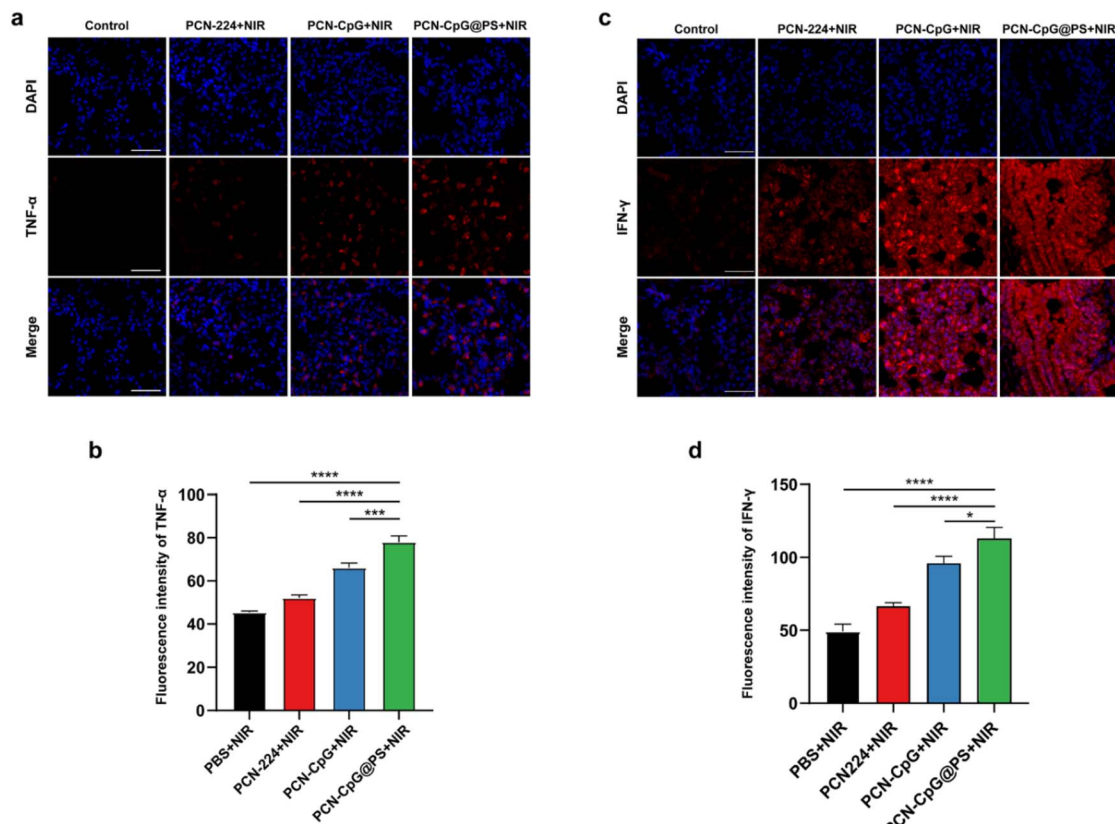 a
Control PCN-224+NIR PCN-CpG+NIR PCN-CpG@PS+NIR
DAPI
TNF-α
Merge
c
Control PCN-224+NIR PCN-CpG+NIR PCN-CpG@PS+NIR
DAPI
IFN-γ
Merge
b
Fluorescence intensity of TNF-α
100
80
60
40
20
0
****
****
***
PBS+NIR
PCN-224+NIR
PCN-CpG+NIR
PCN-CpG@PS+NIR
d
Fluorescence intensity of IFN-γ
150
100
50
0
****
****
*
PBS+NIR
PCN224+NIR
PCN-CpG+NIR
PCN-CpG@PS+NIR